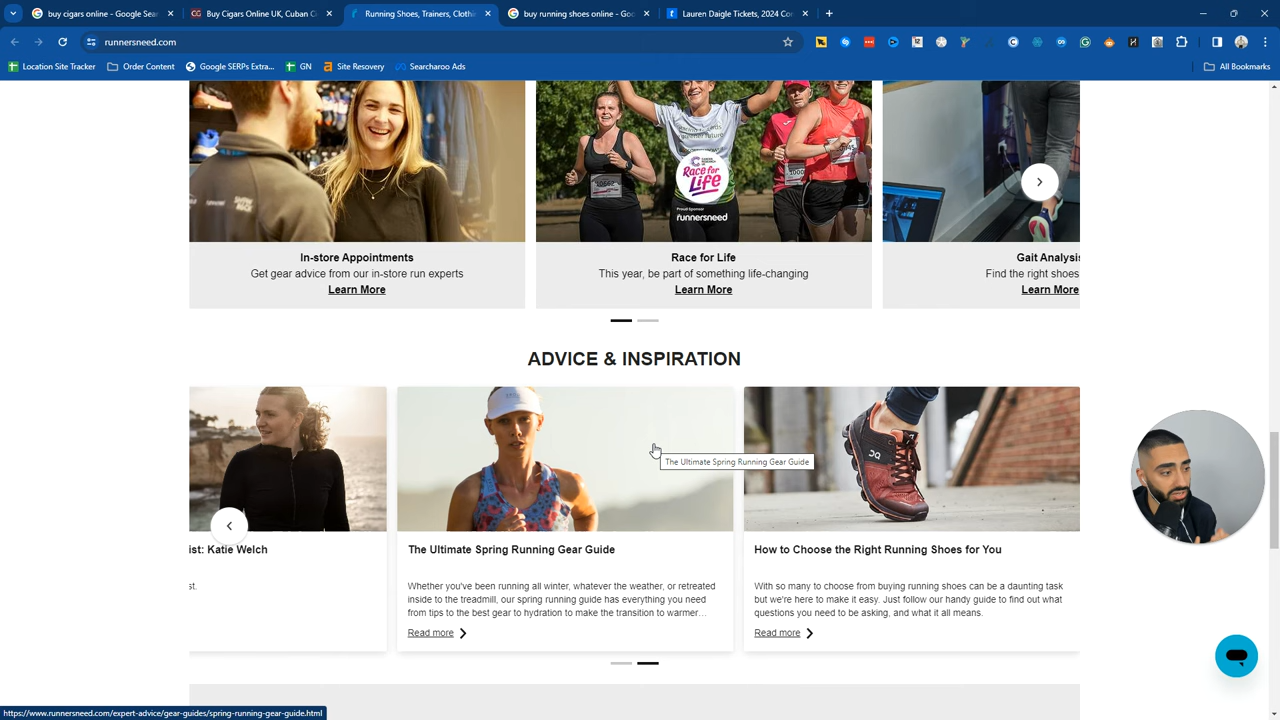 buy cigars online - Google Sear
Buy Cigars Online UK, Cuban C
Running Shoes, Trainers, Clothi
buy running shoes online - Goo
Lauren Daigle Tickets, 2024 Con
runnersneed.com
Location Site Tracker
Order Content
Google SERPs Extra...
GN
Site Recovery
Searcharoo Ads
All Bookmarks
Race for Life
Proud Sponsor
runnersneed
In-store Appointments
Get gear advice from our in-store run experts
Learn More
Race for Life
This year, be part of something life-changing
Learn More
Gait Analysis
Find the right shoes
Learn More
ADVICE & INSPIRATION
ist: Katie Welch
st.
The Ultimate Spring Running Gear Guide
The Ultimate Spring Running Gear Guide
Whether you've been running all winter, whatever the weather, or retreated
inside to the treadmill, our spring running guide has everything you need
from tips to the best gear to hydration to make the transition to warmer...
Read more
How to Choose the Right Running Shoes for You
With so many to choose from buying running shoes can be a daunting task
but we're here to make it easy. Just follow our handy guide to find out what
questions you need to be asking, and what it all means.
Read more
https://www.runnersneed.com/expert-advice/gear-guides/spring-running-gear-guide.html